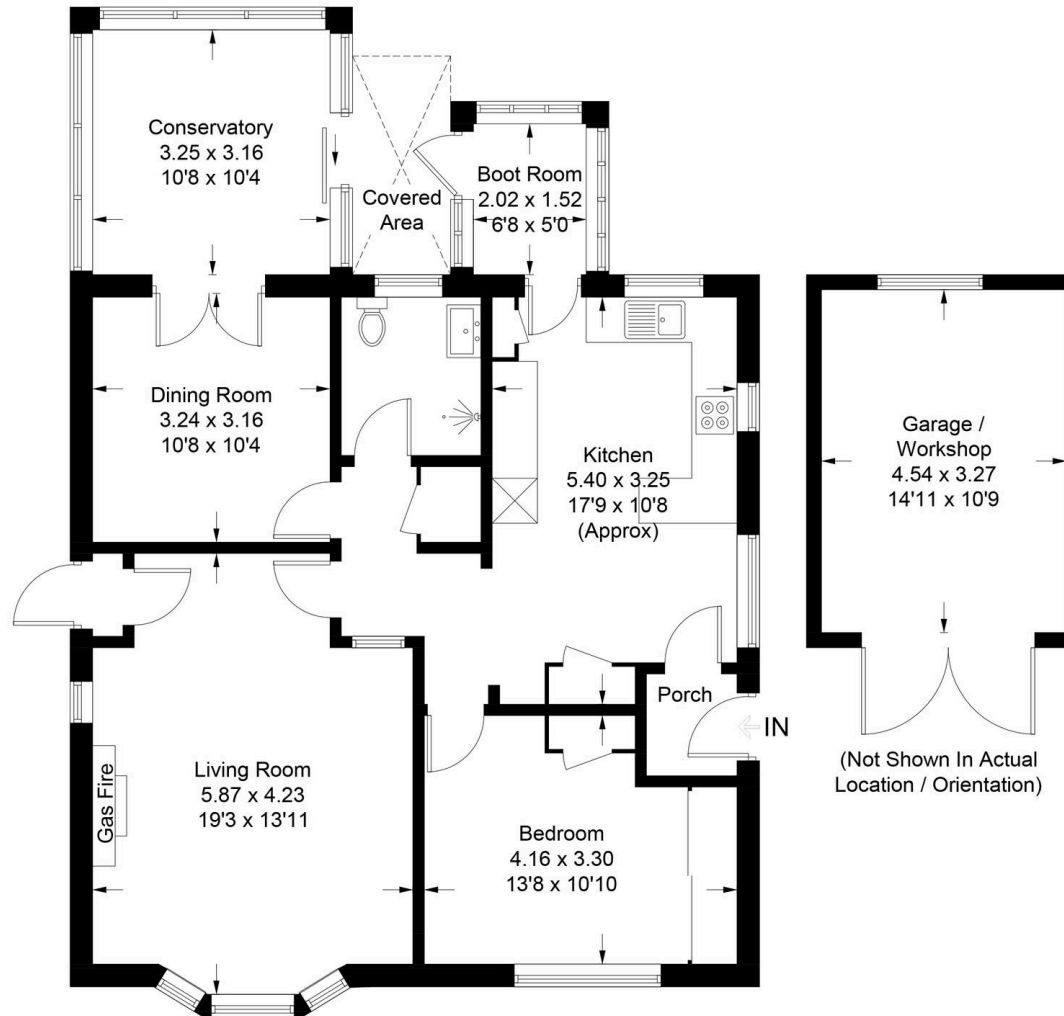 Conservatory
3.25 x 3.16
10'8 x 10'4
Covered
Area
Boot Room
2.02 x 1.52
6'8 x 5'0
Dining Room
3.24 x 3.16
10'8 x 10'4
Kitchen
5.40 x 3.25
17'9 x 10'8
(Approx)
Garage /
Workshop
4.54 x 3.27
14'11 x 10'9
(Not Shown In Actual
Location / Orientation)
Porch
IN
Living Room
5.87 x 4.23
19'3 x 13'11
Gas Fire
Bedroom
4.16 x 3.30
13'8 x 10'10